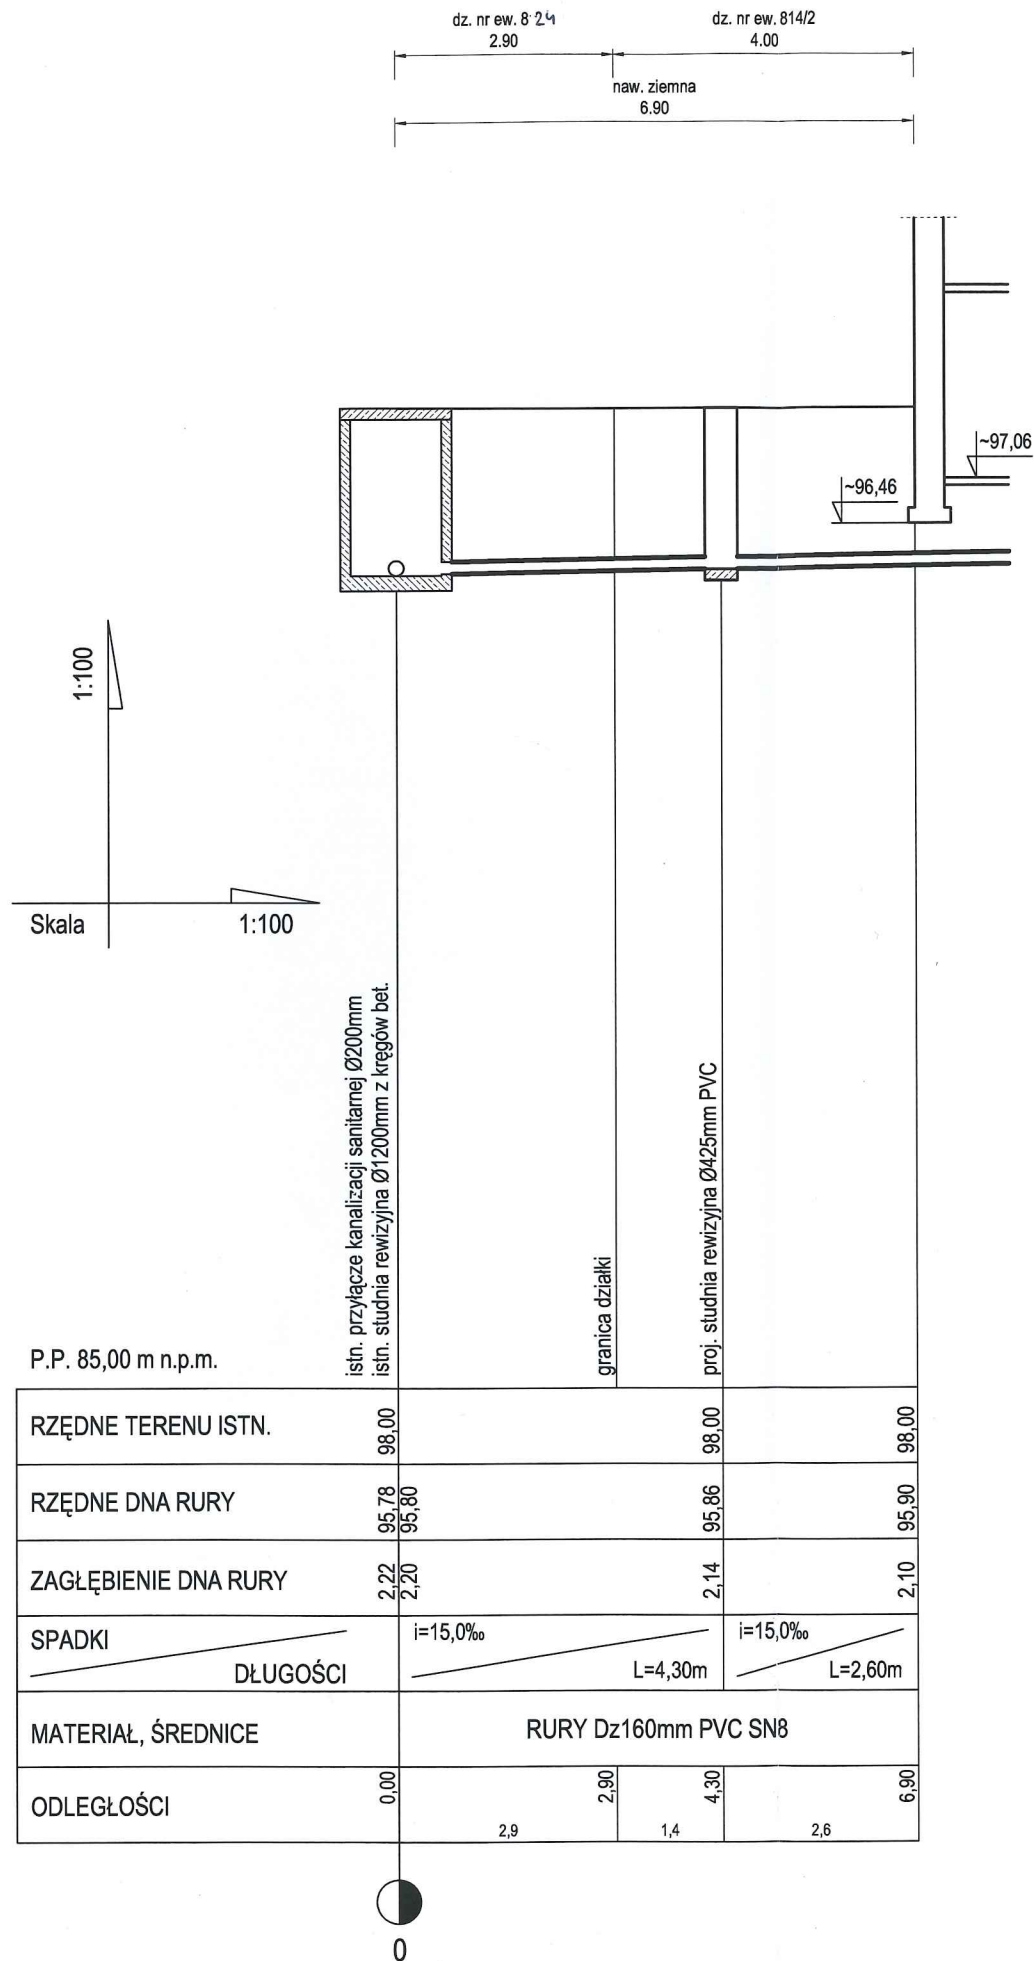 dz. nr ew. 824
dz. nr ew. 814/2
2.90
4.00
naw. ziemna
6.90
~97,06
~96,46
1:100
Skala
1:100
istn. przyłącze kanalizacji sanitarnej Ø200mm
istn. studnia rewizyjna Ø1200mm z kręgów bet.
granica działki
proj. studnia rewizyjna Ø425mm PVC
P.P. 85,00 m n.p.m.
RZĘDNE TERENU ISTN.
98,00
98,00
98,00
RZĘDNE DNA RURY
95,78
95,80
95,86
95,90
ZAGŁĘBIENIE DNA RURY
2,22
2,20
2,14
2,10
SPADKI
DŁUGOŚCI
i=15,0‰
L=4,30m
i=15,0‰
L=2,60m
MATERIAŁ, ŚREDNICE
RURY Dz160mm PVC SN8
ODLEGŁOŚCI
0,00
2,90
4,30
6,90
2,9
1,4
2,6
0